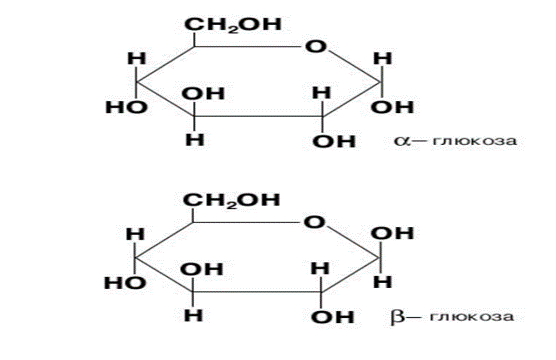 CH₂OH
O
H H
OH H
HO OH
H OH
α– глюкоза
CH₂OH
O
OH
H
OH H
HO H
H OH
β– глюкоза